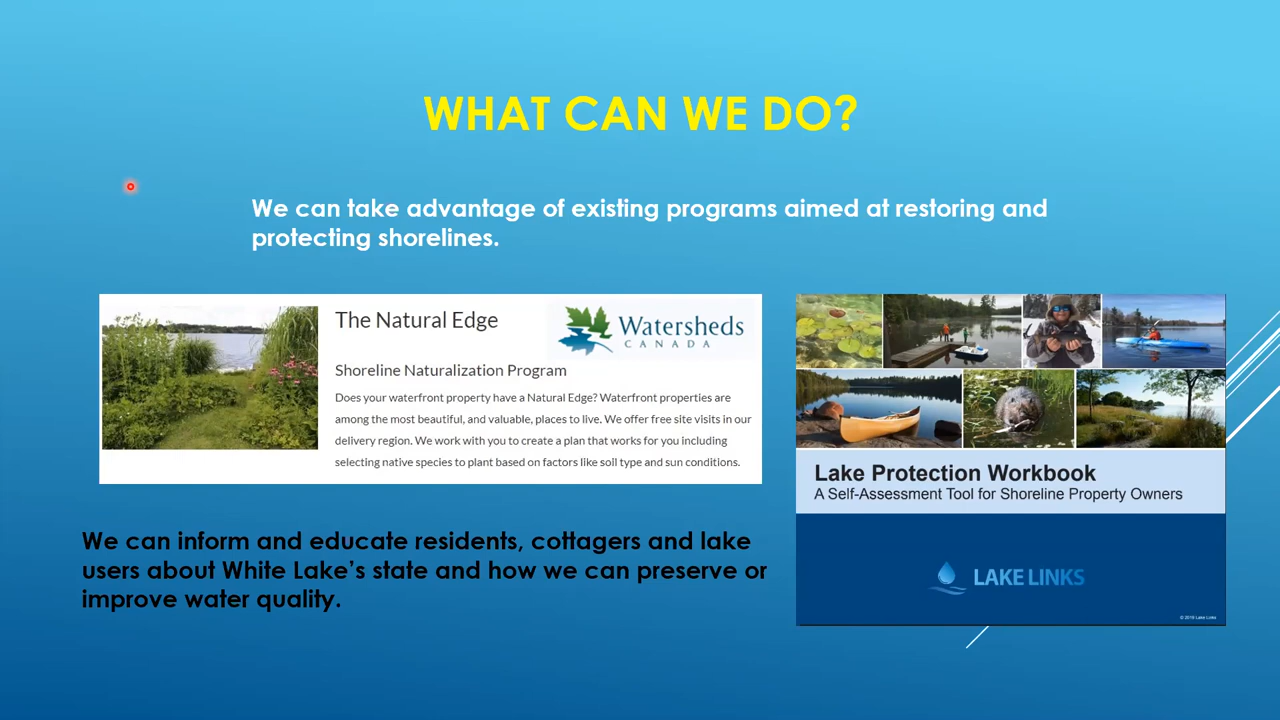 WHAT CAN WE DO?
We can take advantage of existing programs aimed at restoring and
protecting shorelines.
The Natural Edge
Watersheds
CANADA
Shoreline Naturalization Program
Does your waterfront property have a Natural Edge? Waterfront properties are
among the most beautiful, and valuable, places to live. We offer free site visits in our
delivery region. We work with you to create a plan that works for you including
selecting native species to plant based on factors like soil type and sun conditions.
Lake Protection Workbook
A Self-Assessment Tool for Shoreline Property Owners
LAKE LINKS
© 2019 Lake Links
We can inform and educate residents, cottagers and lake
users about White Lake's state and how we can preserve or
improve water quality.